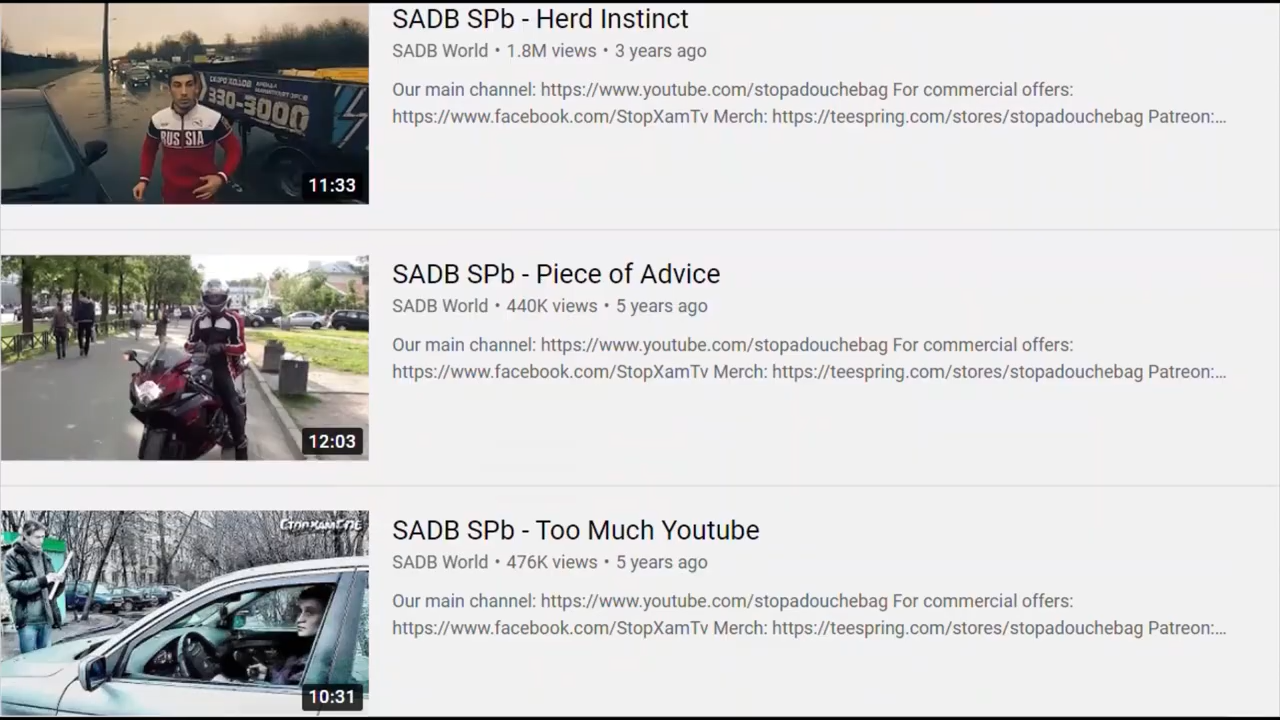 SADB SPb - Herd Instinct
SADB World • 1.8M views • 3 years ago
Our main channel: https://www.youtube.com/stopadouchebag For commercial offers:
https://www.facebook.com/StopXamTv Merch: https://teespring.com/stores/stopadouchebag Patreon:...
330-3000
RUSSIA
11:33
SADB SPb - Piece of Advice
SADB World • 440K views • 5 years ago
Our main channel: https://www.youtube.com/stopadouchebag For commercial offers:
https://www.facebook.com/StopXamTv Merch: https://teespring.com/stores/stopadouchebag Patreon:...
12:03
SADB SPb - Too Much Youtube
SADB World • 476K views • 5 years ago
Our main channel: https://www.youtube.com/stopadouchebag For commercial offers:
https://www.facebook.com/StopXamTv Merch: https://teespring.com/stores/stopadouchebag Patreon:...
10:31